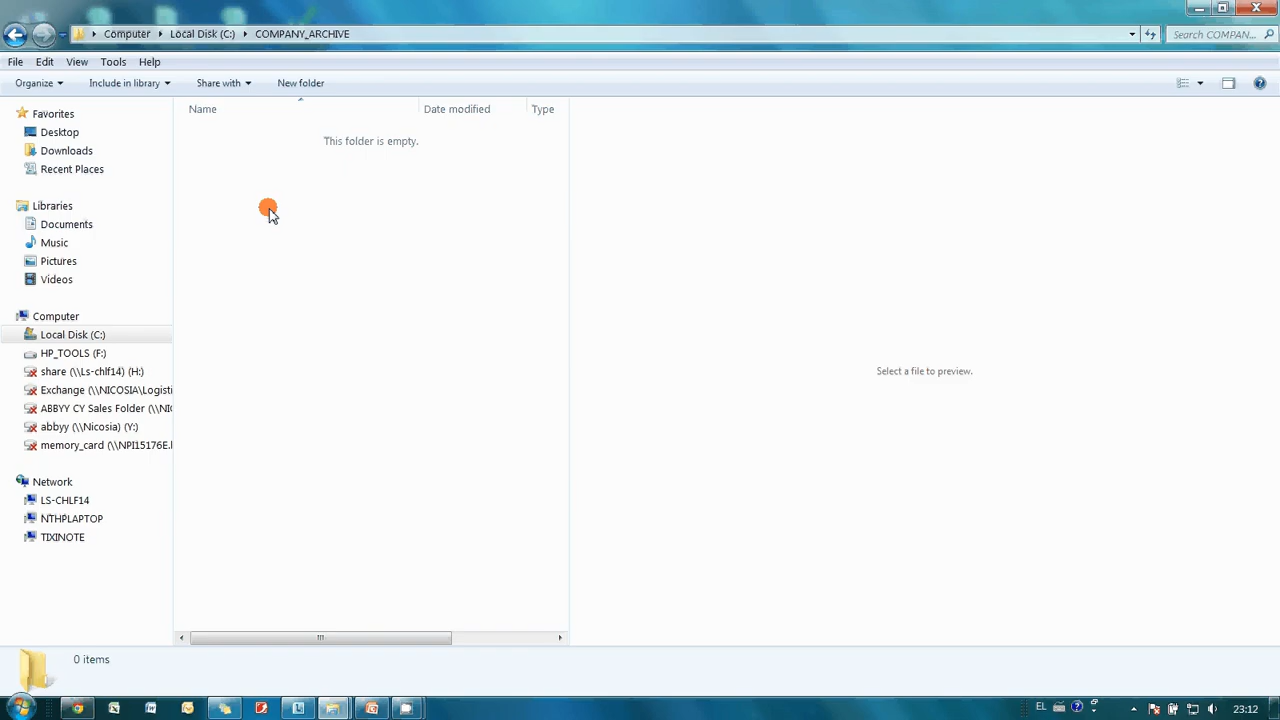 Computer Local Disk (C:) COMPANY_ARCHIVE
Search COMPAN...
File Edit View Tools Help
Organize Include in library Share with New folder
Name Date modified Type
This folder is empty.
Favorites
Desktop
Downloads
Recent Places
Libraries
Documents
Music
Pictures
Videos
Computer
Local Disk (C:)
HP_TOOLS (F:)
share (\\Ls-chlf14) (H:)
Exchange (\\NICOSIA\Logisti
ABBYY CY Sales Folder (\\NIC
abbyy (\\Nicosia) (Y:)
memory_card (\\NPI15176E.
Network
LS-CHLF14
NTHPLAPTOP
TIXINOTE
Select a file to preview.
0 items
EL
23:12